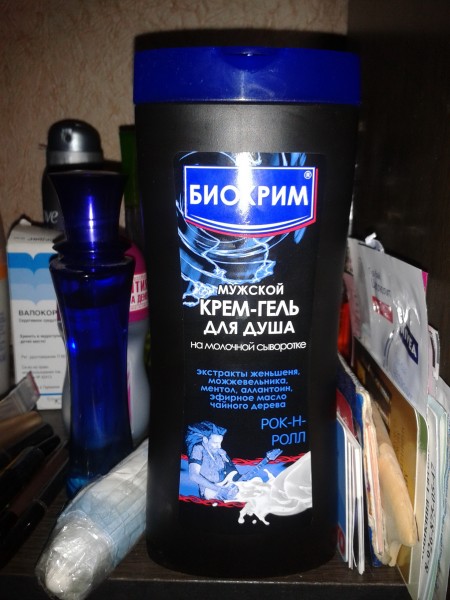 БИОКРИМ®
МУЖСКОЙ
КРЕМ-ГЕЛЬ
ДЛЯ ДУША
на молочной сыворотке
экстракты женьшеня,
можжевельника,
ментол, аллантоин,
эфирное масло
чайного дерева
РОК-Н-
РОЛЛ
ВАЛОКОР